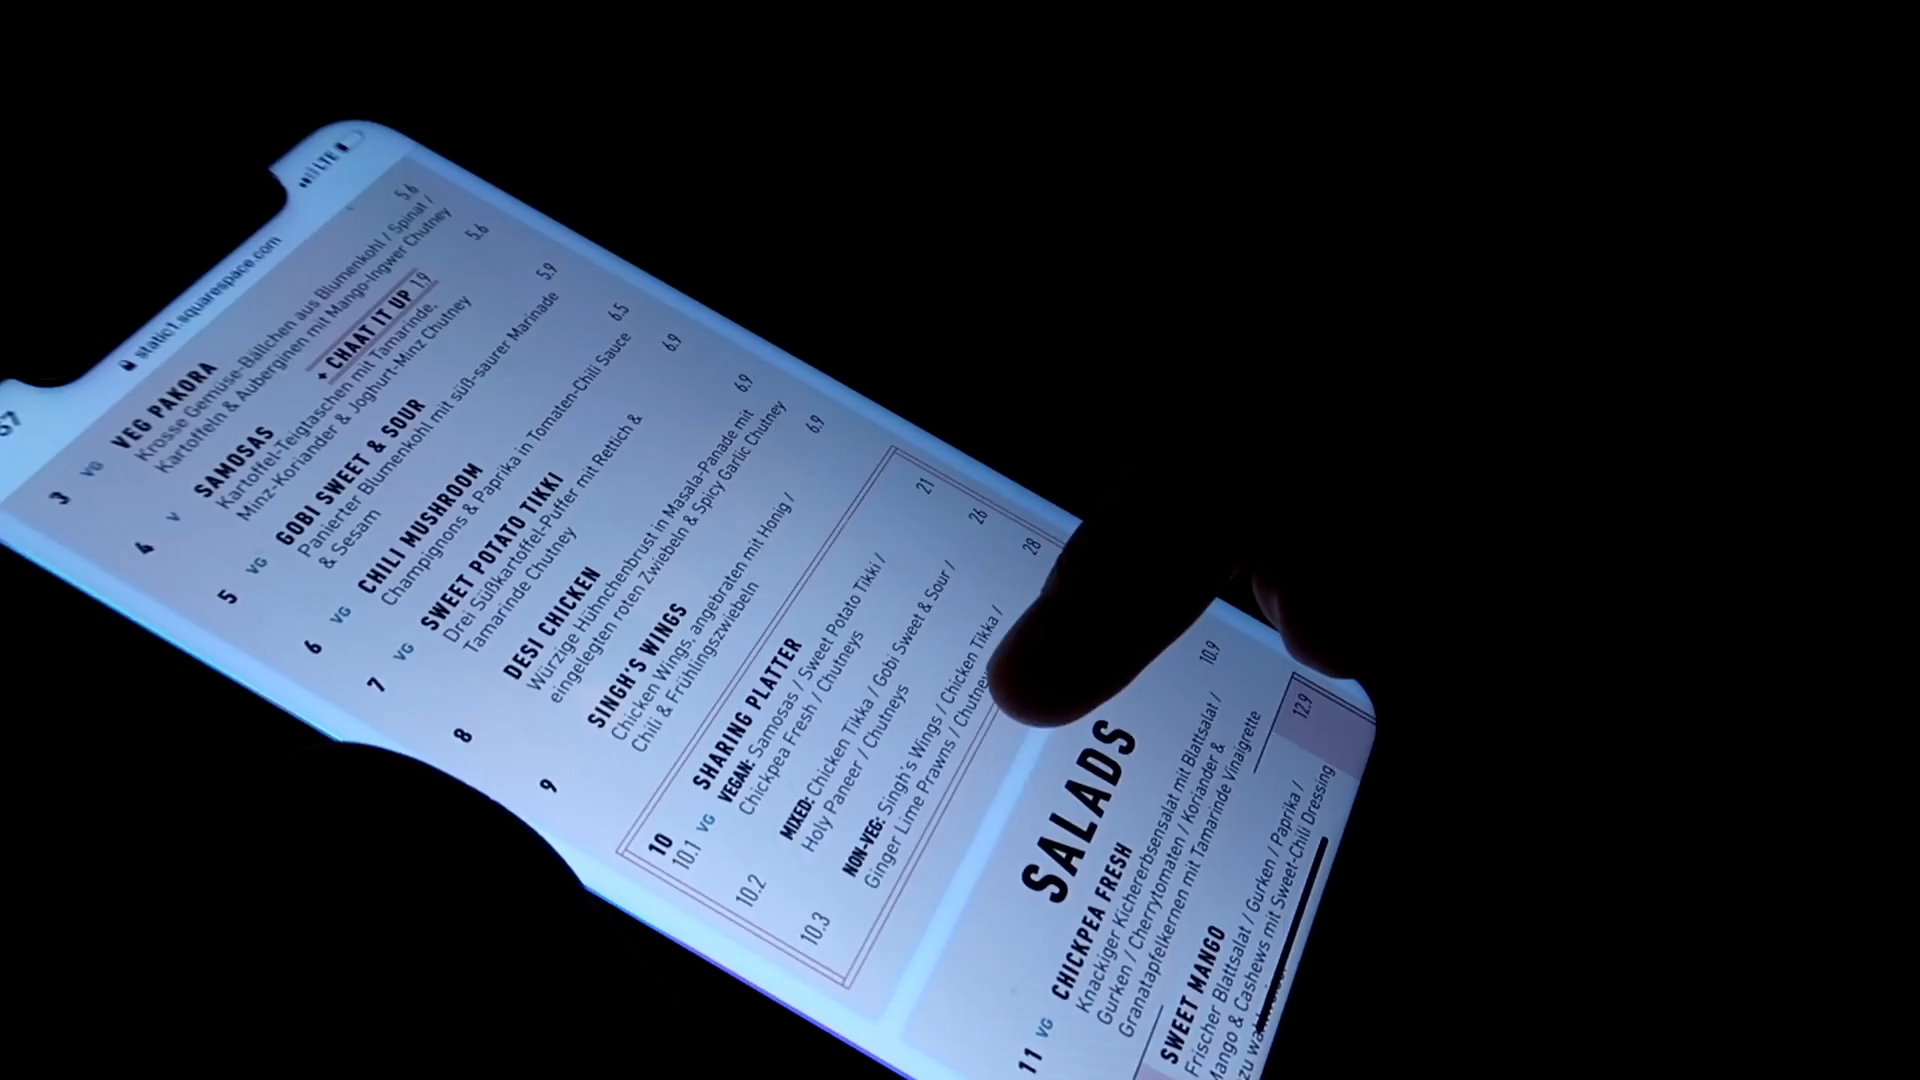 57
static1.squarespace.com
LTE
3 VG VEG PAKORA 5.6
Krosse Gemüse-Bällchen aus Blumenkohl / Spinat /
Kartoffeln & Auberginen mit Mango-Ingwer Chutney
+ CHAAT IT UP 1.9
4 V SAMOSAS 5.6
Kartoffel-Teigtaschen mit Tamarinde,
Minz-Koriander & Joghurt-Minz Chutney
5 VG GOBI SWEET & SOUR 5.9
Panierter Blumenkohl mit süß-saurer Marinade
& Sesam
6 VG CHILI MUSHROOM 6.5
Champignons & Paprika in Tomaten-Chili Sauce
7 VG SWEET POTATO TIKKI 6.9
Drei Süßkartoffel-Puffer mit Rettich &
Tamarinde Chutney
8 DESI CHICKEN 6.9
Würzige Hühnchenbrust in Masala-Panade mit
eingelegten roten Zwiebeln & Spicy Garlic Chutney
9 SINGH'S WINGS 6.9
Chicken Wings, angebraten mit Honig /
Chili & Frühlingszwiebeln
10 SHARING PLATTER
10.1 VG VEGAN: Samosas / Sweet Potato Tikki / 21
Chickpea Fresh / Chutneys
10.2 MIXED: Chicken Tikka / Gobi Sweet & Sour / 26
Holy Paneer / Chutneys
10.3 NON-VEG: Singh's Wings / Chicken Tikka / 28
Ginger Lime Prawns / Chutney
SALADS
11 VG CHICKPEA FRESH 10.9
Knackiger Kichererbsensalat mit Blattsalat /
Gurken / Cherrytomaten / Koriander &
Granatapfelkernen mit Tamarinde Vinaigrette
SWEET MANGO 12.9
Frischer Blattsalat / Gurken / Paprika /
Mango & Cashews mit Sweet-Chili Dressing
zu